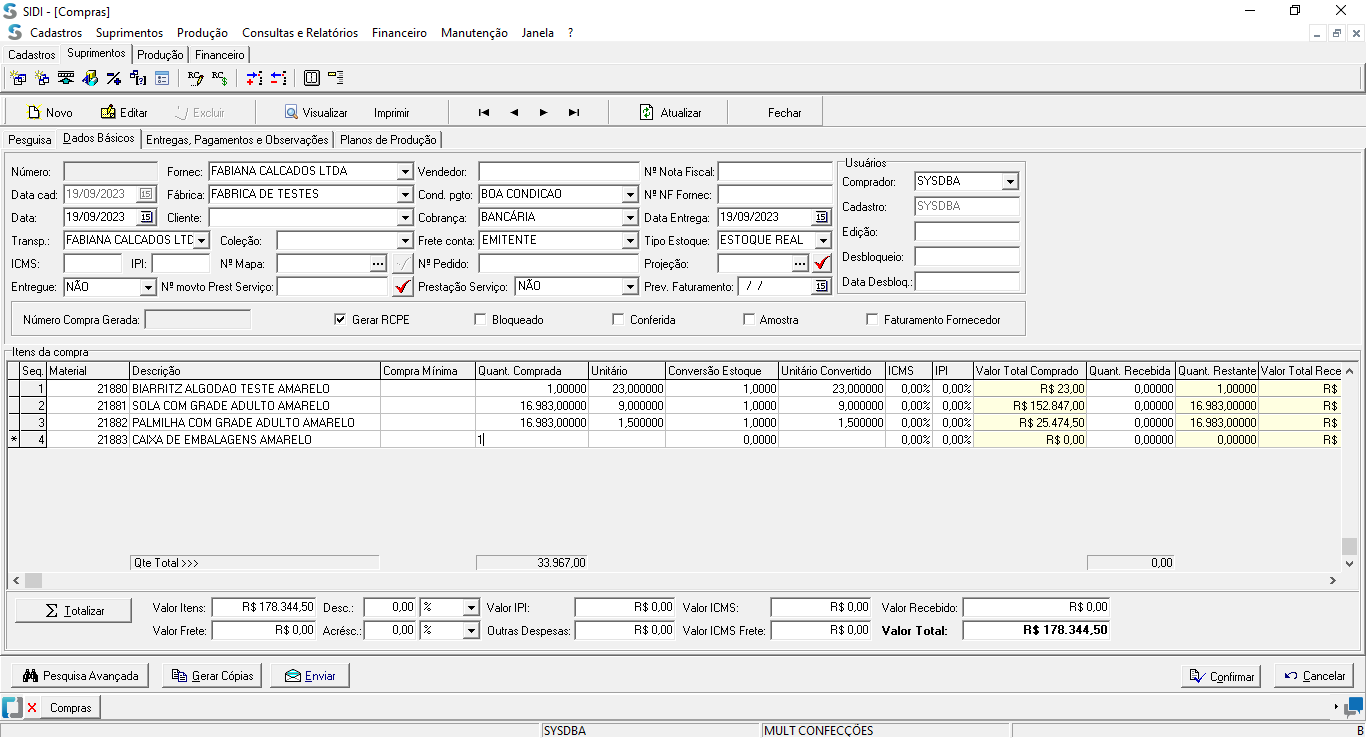 SIDI - [Compras]
Cadastros Suprimentos Produção Consultas e Relatórios Financeiro Manutenção Janela ?
Cadastros Suprimentos Produção Financeiro
Novo Editar Excluir Visualizar Imprimir Atualizar Fechar
Pesquisa Dados Básicos Entregas, Pagamentos e Observações Planos de Produção
Número: Fornec: FABIANA CALCADOS LTDA Vendedor: Nº Nota Fiscal: Usuários
Comprador: SYSDBA
Data cad: 19/09/2023 15 Fábrica: FABRICA DE TESTES Cond. pgto: BOA CONDICAO Nº NF Fornec:
Cadastro: SYSDBA
Data: 19/09/2023 15 Cliente: Cobrança: BANCÁRIA Data Entrega: 19/09/2023 15
Edição:
Transp.: FABIANA CALCADOS LTC Coleção: Frete conta: EMITENTE Tipo Estoque: ESTOQUE REAL
Desbloqueio:
ICMS: IPI: Nº Mapa: ... Nº Pedido: Projeção: ...
Data Desbloq.:
Entregue: NÃO Nº movto Prest Serviço: Prestação Serviço: NÃO Prev. Faturamento: / / 15
Número Compra Gerada: Gerar RCPE Bloqueado Conferida Amostra Faturamento Fornecedor
Itens da compra
Seq. Material Descrição Compra Mínima Quant. Comprada Unitário Conversão Estoque Unitário Convertido ICMS IPI Valor Total Comprado Quant. Recebida Quant. Restante Valor Total Rece
1 21880 BIARRITZ ALGODAO TESTE AMARELO 1,00000 23,000000 1,0000 23,000000 0,00% 0,00% R$ 23,00 0,00000 1,00000 R$
2 21881 SOLA COM GRADE ADULTO AMARELO 16.983,00000 9,000000 1,0000 9,000000 0,00% 0,00% R$ 152.847,00 0,00000 16.983,00000 R$
3 21882 PALMILHA COM GRADE ADULTO AMARELO 16.983,00000 1,500000 1,0000 1,500000 0,00% 0,00% R$ 25.474,50 0,00000 16.983,00000 R$
* 4 21883 CAIXA DE EMBALAGENS AMARELO 1 0,0000 0,00% 0,00% R$ 0,00 0,00000 0,00000 R$
Qte Total >>> 33.967,00 0,00
Totalizar Valor Itens: R$ 178.344,50 Desc.: 0,00 % Valor IPI: R$ 0,00 Valor ICMS: R$ 0,00 Valor Recebido: R$ 0,00
Valor Frete: R$ 0,00 Acrésc.: 0,00 % Outras Despesas: R$ 0,00 Valor ICMS Frete: R$ 0,00 Valor Total: R$ 178.344,50
Pesquisa Avançada Gerar Cópias Enviar Confirmar Cancelar
Compras
SYSDBA MULT CONFECÇÕES B